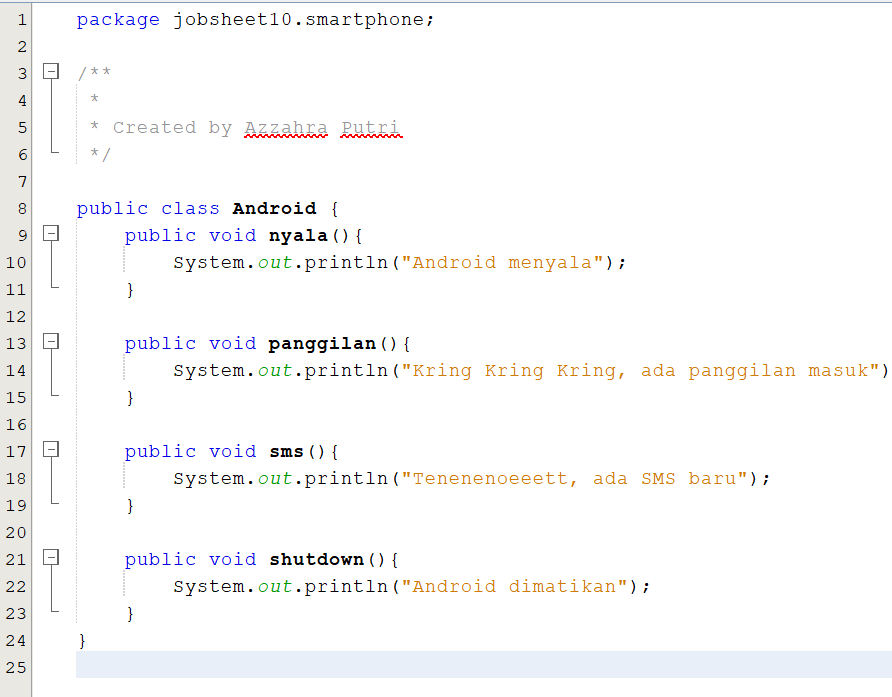 1 package jobsheet10.smartphone;
2
3 /**
4 *
5 * Created by Azzahra Putri
6 */
7
8 public class Android {
9 public void nyala(){
10 System.out.println("Android menyala");
11 }
12
13 public void panggilan(){
14 System.out.println("Kring Kring Kring, ada panggilan masuk")
15 }
16
17 public void sms(){
18 System.out.println("Tenenenoeeett, ada SMS baru");
19 }
20
21 public void shutdown(){
22 System.out.println("Android dimatikan");
23 }
24 }
25